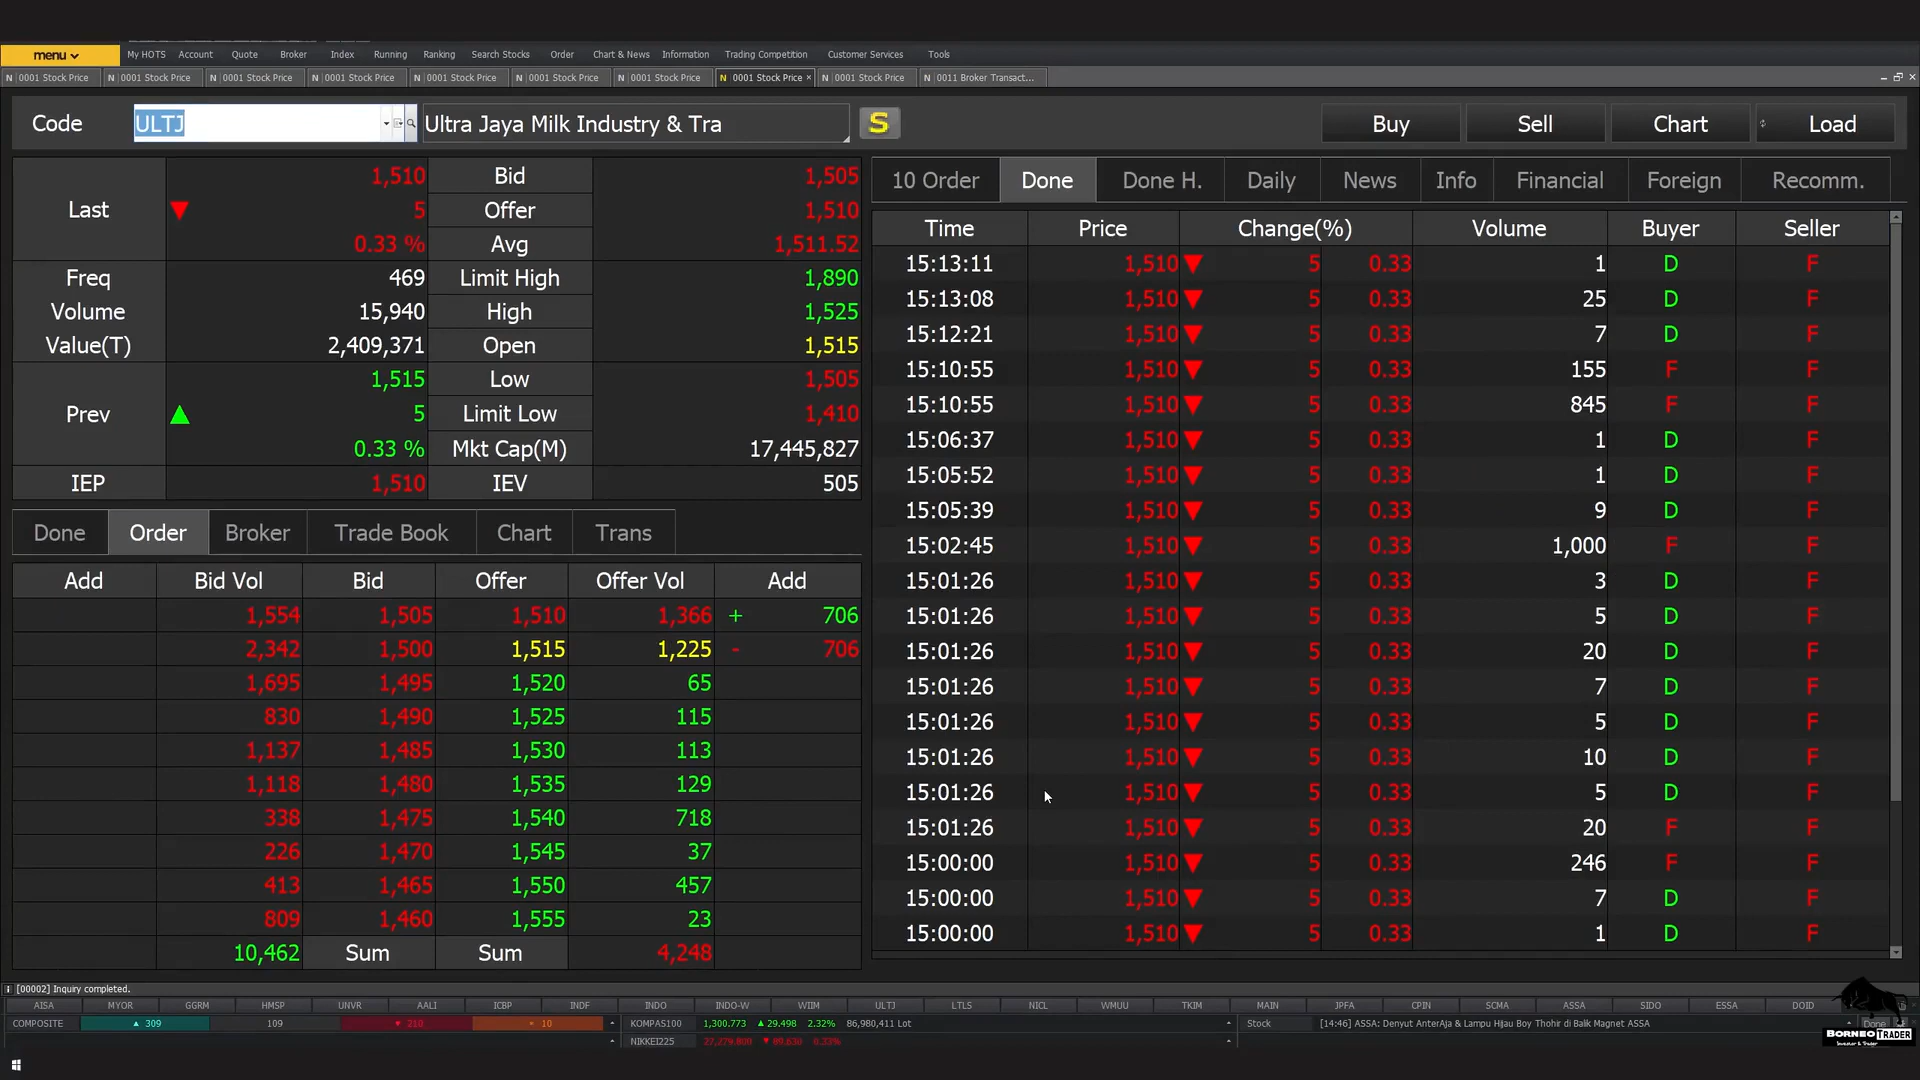 menu My HOTS Account Quote Broker Index Running Ranking Search Stocks Order Chart & News Information Trading Competition Customer Services Tools
N 0001 Stock Price N 0001 Stock Price N 0001 Stock Price N 0001 Stock Price N 0001 Stock Price N 0001 Stock Price N 0001 Stock Price N 0001 Stock Price × N 0001 Stock Price N 0011 Broker Transact...
Code ULTJ Ultra Jaya Milk Industry & Tra S Buy Sell Chart Load
Last ▼ 1,510 5 0.33 %
Bid 1,505
Offer 1,510
Avg 1,511.52
Freq 469 Limit High 1,890
Volume 15,940 High 1,525
Value(T) 2,409,371 Open 1,515
Prev ▲ 1,515 5 0.33 %
Low 1,505
Limit Low 1,410
Mkt Cap(M) 17,445,827
IEP 1,510 IEV 505
Done Order Broker Trade Book Chart Trans
Add Bid Vol Bid Offer Offer Vol Add
1,554 1,505 1,510 1,366 + 706
2,342 1,500 1,515 1,225 - 706
1,695 1,495 1,520 65
830 1,490 1,525 115
1,137 1,485 1,530 113
1,118 1,480 1,535 129
338 1,475 1,540 718
226 1,470 1,545 37
413 1,465 1,550 457
809 1,460 1,555 23
10,462 Sum Sum 4,248
10 Order Done Done H. Daily News Info Financial Foreign Recomm.
Time Price Change(%) Volume Buyer Seller
15:13:11 1,510 ▼ 5 0.33 1 D F
15:13:08 1,510 ▼ 5 0.33 25 D F
15:12:21 1,510 ▼ 5 0.33 7 D F
15:10:55 1,510 ▼ 5 0.33 155 F F
15:10:55 1,510 ▼ 5 0.33 845 F F
15:06:37 1,510 ▼ 5 0.33 1 D F
15:05:52 1,510 ▼ 5 0.33 1 D F
15:05:39 1,510 ▼ 5 0.33 9 D F
15:02:45 1,510 ▼ 5 0.33 1,000 F F
15:01:26 1,510 ▼ 5 0.33 3 D F
15:01:26 1,510 ▼ 5 0.33 5 D F
15:01:26 1,510 ▼ 5 0.33 20 D F
15:01:26 1,510 ▼ 5 0.33 7 D F
15:01:26 1,510 ▼ 5 0.33 5 D F
15:01:26 1,510 ▼ 5 0.33 10 D F
15:01:26 1,510 ▼ 5 0.33 5 D F
15:01:26 1,510 ▼ 5 0.33 20 F F
15:00:00 1,510 ▼ 5 0.33 246 F F
15:00:00 1,510 ▼ 5 0.33 7 D F
15:00:00 1,510 ▼ 5 0.33 1 D F
[00002] Inquiry completed.
AISA MYOR GGRM HMSP UNVR AALI ICBP INDF INDO INDO-W WIIM ULTJ LTLS NICL WMUU TKIM MAIN JPFA CPIN SCMA ASSA SIDO ESSA DOID
COMPOSITE ▲ 309 109 ▼ 210 10 KOMPAS100 1,300.773 ▲ 29.498 2.32% 86,980,411 Lot Stock [14:46] ASSA: Denyut AnterAja & Lampu Hijau Boy Thohir di Balik Magnet ASSA Done
NIKKEI225 27,279.800 ▼ 89.630 0.33%
BORNEO TRADER
Investor & Trader